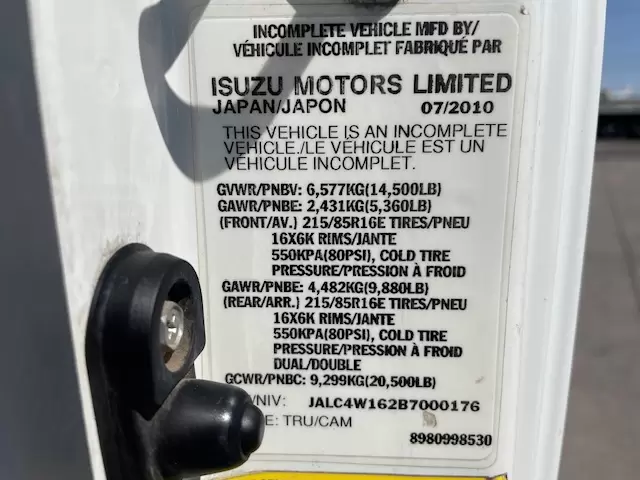 INCOMPLETE VEHICLE MFD BY/
VÉHICULE INCOMPLET FABRIQUÉ PAR
ISUZU MOTORS LIMITED
JAPAN/JAPON 07/2010
THIS VEHICLE IS AN INCOMPLETE
VEHICLE./LE VÉHICULE EST UN
VÉHICULE INCOMPLET.
GVWR/PNBV: 6,577KG(14,500LB)
GAWR/PNBE: 2,431KG(5,360LB)
(FRONT/AV.) 215/85R16E TIRES/PNEU
16X6K RIMS/JANTE
550KPA(80PSI), COLD TIRE
PRESSURE/PRESSION À FROID
GAWR/PNBE: 4,482KG(9,880LB)
(REAR/ARR.) 215/85R16E TIRES/PNEU
16X6K RIMS/JANTE
550KPA(80PSI), COLD TIRE
PRESSURE/PRESSION À FROID
DUAL/DOUBLE
GCWR/PNBC: 9,299KG(20,500LB)
/NIV: JALC4W162B7000176
E: TRU/CAM
8980998530